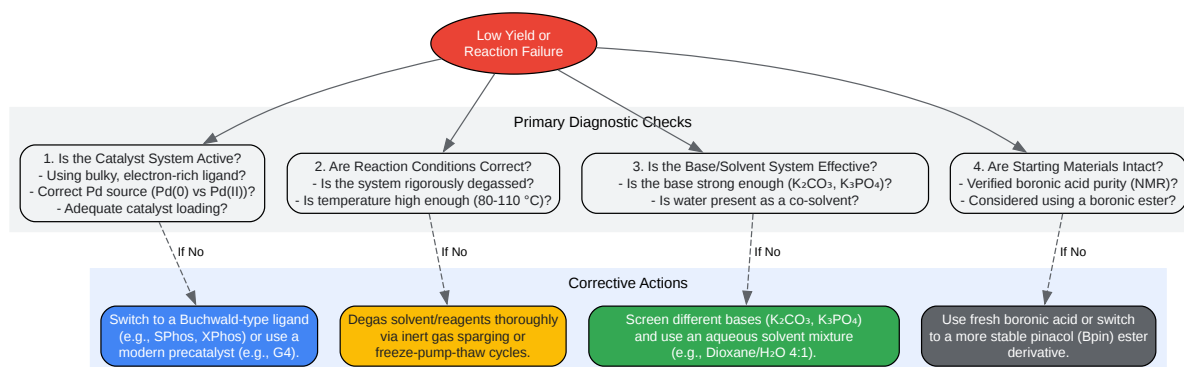 Low Yield or
Reaction Failure
Primary Diagnostic Checks
1. Is the Catalyst System Active?
- Using bulky, electron-rich ligand?
- Correct Pd source (Pd(0) vs Pd(II))?
- Adequate catalyst loading?
2. Are Reaction Conditions Correct?
- Is the system rigorously degassed?
- Is temperature high enough (80-110 °C)?
3. Is the Base/Solvent System Effective?
- Is the base strong enough (K₂CO₃, K₃PO₄)?
- Is water present as a co-solvent?
4. Are Starting Materials Intact?
- Verified boronic acid purity (NMR)?
- Considered using a boronic ester?
If No
If No
If No
If No
Corrective Actions
Switch to a Buchwald-type ligand
(e.g., SPhos, XPhos) or use a
modern precatalyst (e.g., G4).
Degas solvent/reagents thoroughly
via inert gas sparging or
freeze-pump-thaw cycles.
Screen different bases (K₂CO₃, K₃PO₄)
and use an aqueous solvent mixture
(e.g., Dioxane/H₂O 4:1).
Use fresh boronic acid or switch
to a more stable pinacol (Bpin) ester
derivative.